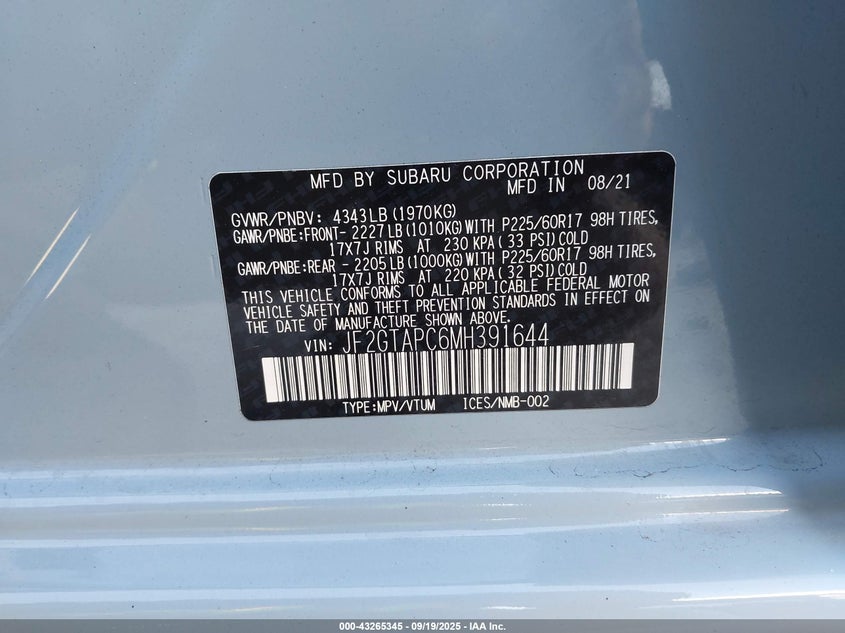 MFD BY SUBARU CORPORATION
MFD IN 08/21
GVWR/PNBV: 4343LB(1970KG)
GAWR/PNBE:FRONT- 2227LB(1010KG)WITH P225/60R17 98H TIRES,
17X7J RIMS AT 230 KPA( 33 PSI)COLD
GAWR/PNBE:REAR - 2205LB(1000KG)WITH P225/60R17 98H TIRES,
17X7J RIMS AT 220 KPA( 32 PSI)COLD
THIS VEHICLE CONFORMS TO ALL APPLICABLE FEDERAL MOTOR
VEHICLE SAFETY AND THEFT PREVENTION STANDARDS IN EFFECT ON
THE DATE OF MANUFACTURE SHOWN ABOVE.
VIN: JF2GTAPC6MH391644
TYPE:MPV/VTUM ICES/NMB-002
000-43265345 - 09/19/2025 - IAA Inc.